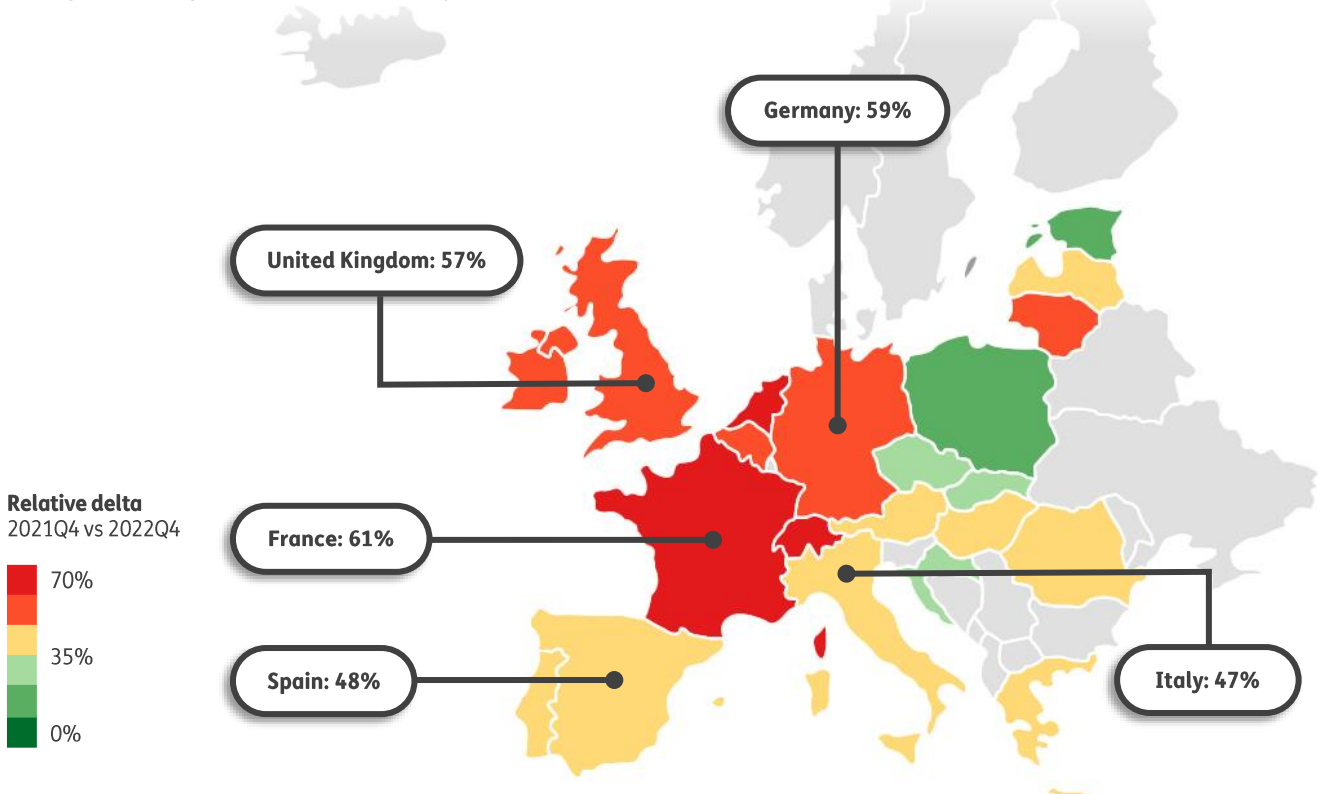 Germany: 59%
United Kingdom: 57%
Relative delta
2021Q4 vs 2022Q4
70%
35%
0%
France: 61%
Spain: 48%
Italy: 47%